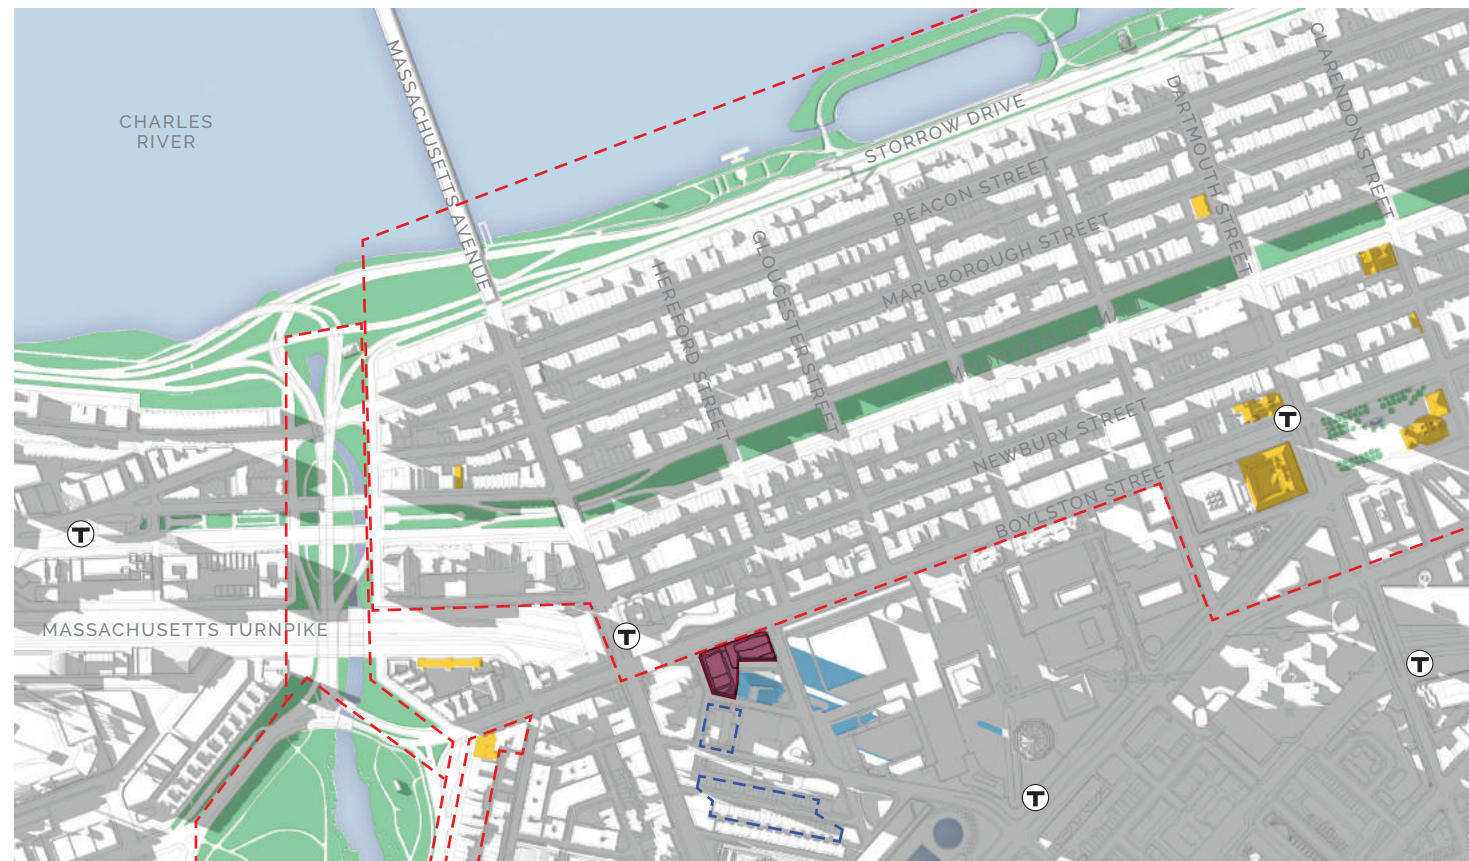 CHARLES
RIVER
MASSACHUSETTS AVENUE
STORROW DRIVE
BEACON STREET
MARLBOROUGH STREET
DARTMOUTH STREET
CLARENDON STREET
HEREFORD STREET
GLOUCESTER STREET
NEWBURY STREET
BOYLSTON STREET
T
T
T
MASSACHUSETTS TURNPIKE
T
T